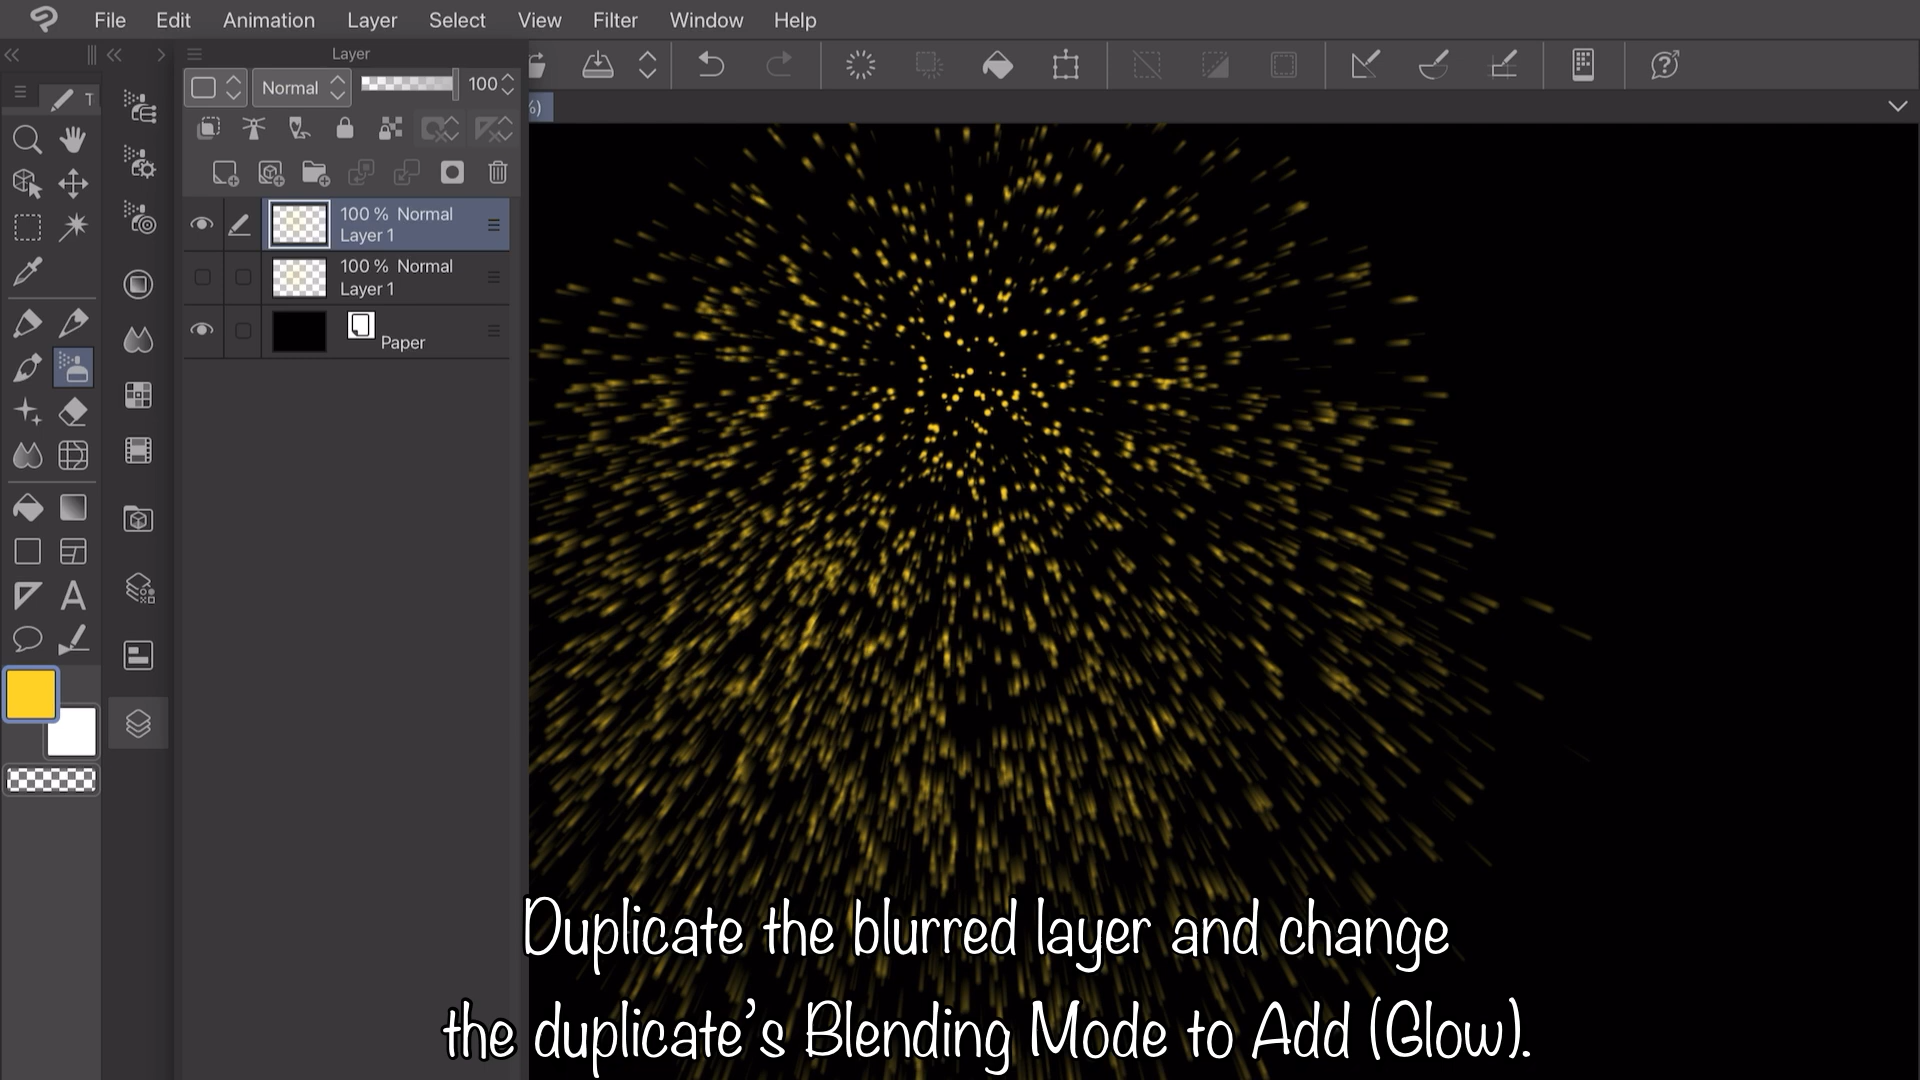 File Edit Animation Layer Select View Filter Window Help
Layer
Normal 100
%)
T
100 % Normal
Layer 1
100 % Normal
Layer 1
Paper
A
Duplicate the blurred layer and change
the duplicate's Blending Mode to Add (Glow).